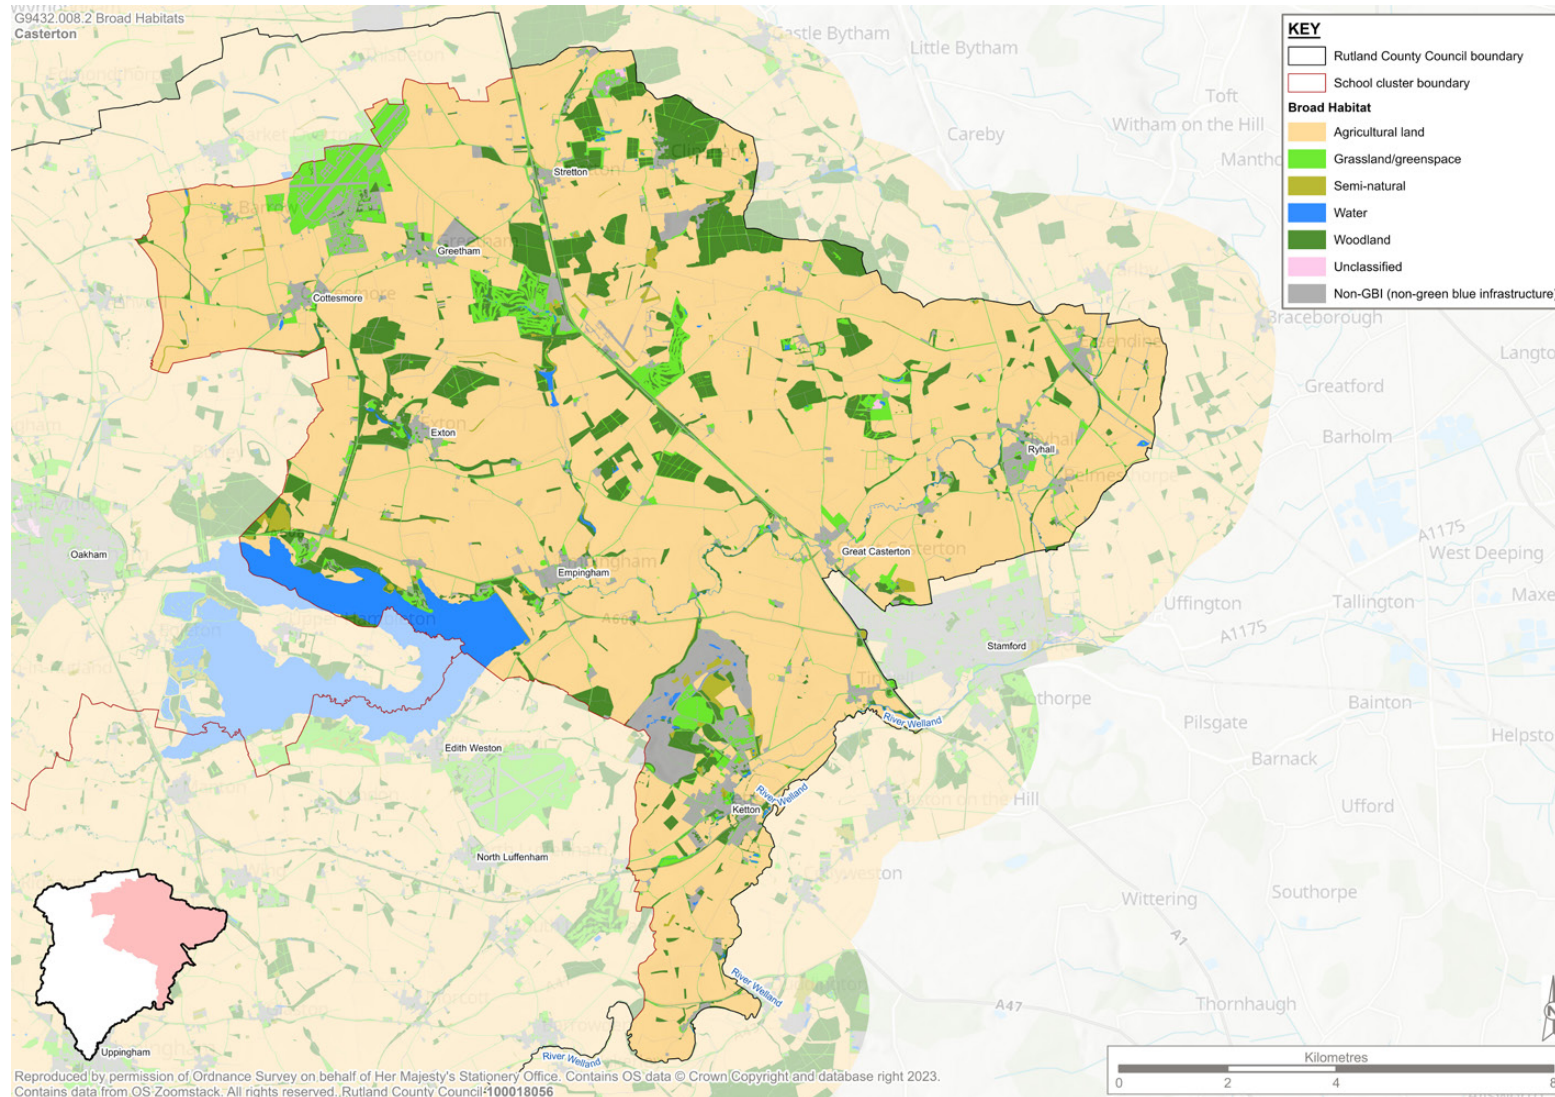 G9432.008.2 Broad Habitats
Casterton
KEY
Rutland County Council boundary
School cluster boundary
Broad Habitat
Agricultural land
Grassland/greenspace
Semi-natural
Water
Woodland
Unclassified
Non-GBI (non-green blue infrastructure)
Castle Bytham
Little Bytham
Thistleton
Toft
Witham on the Hill
Careby
Stretton
Barrow
Greetham
Cottesmore
Braceborough
Greatford
Exton
Barholm
Ryhall
Oakham
Great Casterton
A1175
West Deeping
Empingham
Uffington
Tallington
A1175
Stamford
Bainton
River Welland
Pilsgate
Edith Weston
Barnack
River Welland
Ufford
Ketton
North Luffenham
Wittering
Southorpe
A1
River Welland
A47
Thornhaugh
Uppingham
River Welland
Kilometres
0 2 4 8
N
Reproduced by permission of Ordnance Survey on behalf of Her Majesty's Stationery Office. Contains OS data © Crown Copyright and database right 2023.
Contains data from OS Zoomstack. All rights reserved. Rutland County Council 100018056